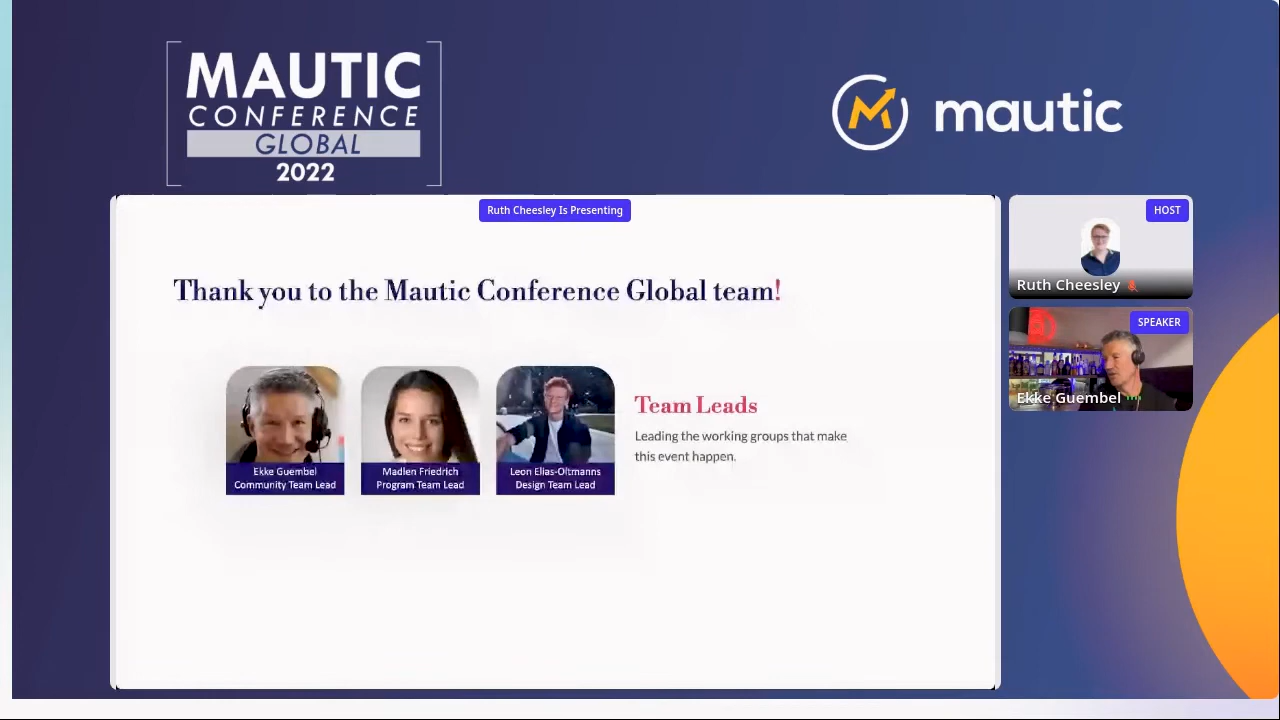 MAUTIC
CONFERENCE
GLOBAL
2022
mautic
Ruth Cheesley Is Presenting
Thank you to the Mautic Conference Global team!
Ekke Guembel
Community Team Lead
Madlen Friedrich
Program Team Lead
Leon Elias-Oltmanns
Design Team Lead
Team Leads
Leading the working groups that make
this event happen.
HOST
Ruth Cheesley
SPEAKER
Ekke Guembel